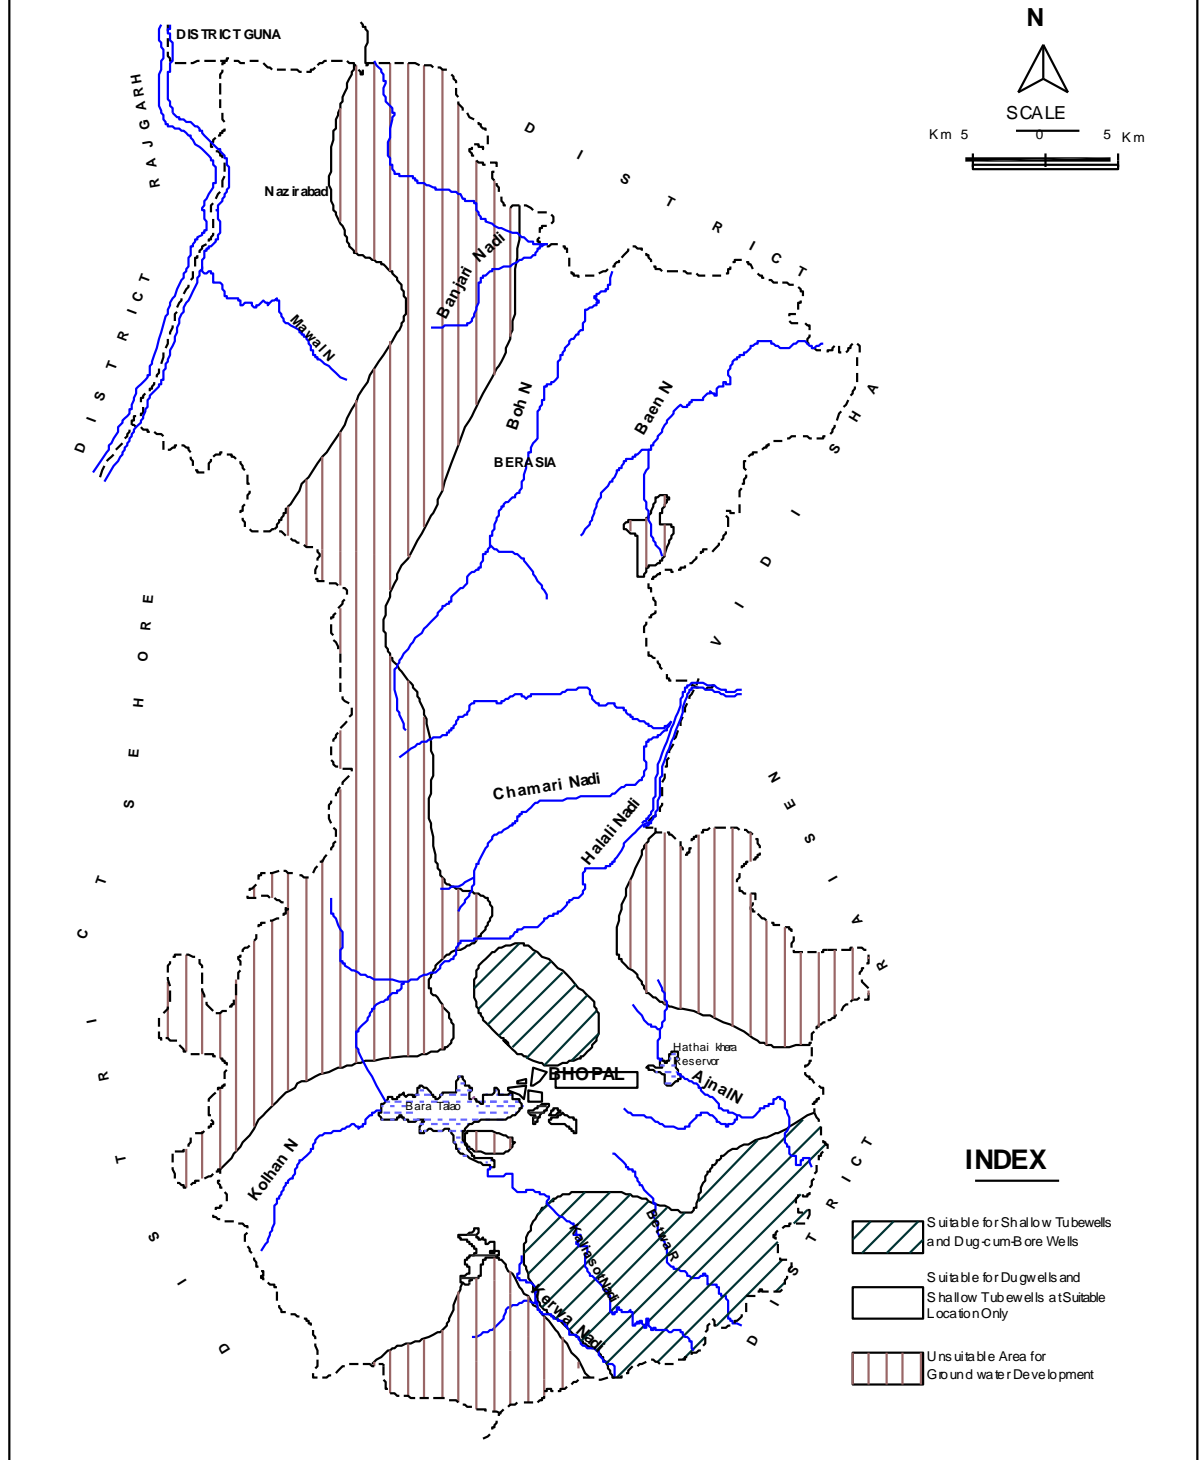 N
SCALE
Km 5 0 5 Km
DISTRICT GUNA
DISTRICT RAJGARH
DISTRICT VIDISHA
Nazirabad
Banjari Nadi
Mawal N
Boh N
Baen N
BERASIA
DISTRICT SEHORE
Chamari Nadi
Halali Nadi
DISTRICT RAISEN
Hathai khera
Reservor
BHOPAL
Ajnal N
Bara Talao
Kolhan N
Betwa R
Kaliasot Nadi
Kerwa Nadi
INDEX
Suitable for Shallow Tubewells
and Dug-cum-Bore Wells
Suitable for Dugwells and
Shallow Tubewells at Suitable
Location Only
Unsuitable Area for
Ground water Development